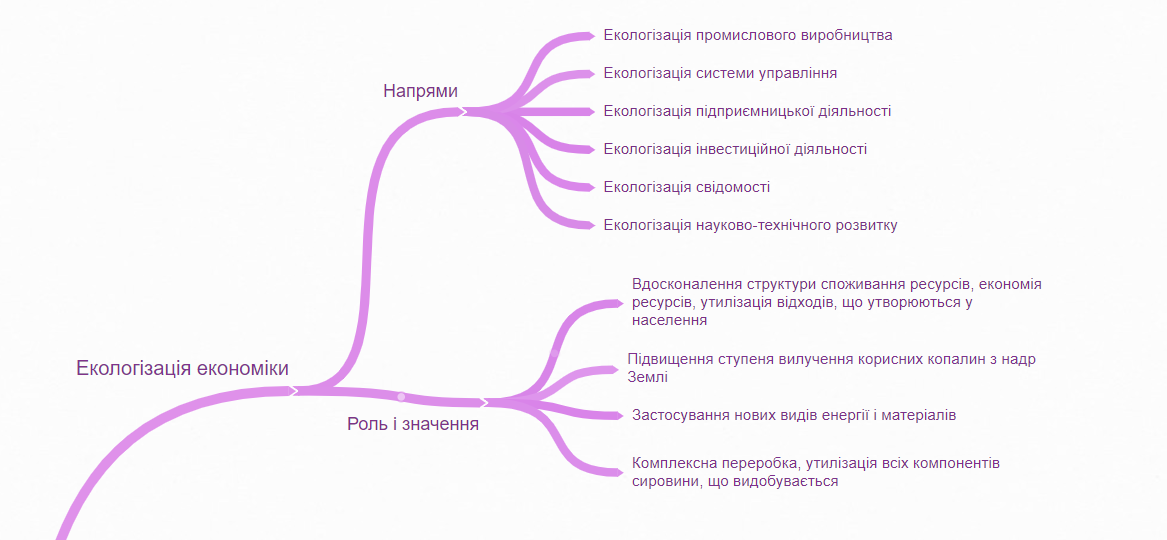 Екологізація промислового виробництва
Екологізація системи управління
Напрями
Екологізація підприємницької діяльності
Екологізація інвестиційної діяльності
Екологізація свідомості
Екологізація науково-технічного розвитку
Вдосконалення структури споживання ресурсів, економія
ресурсів, утилізація відходів, що утворюються у
населення
Підвищення ступеня вилучення корисних копалин з надр
Землі
Екологізація економіки
Застосування нових видів енергії і матеріалів
Роль і значення
Комплексна переробка, утилізація всіх компонентів
сировини, що видобувається